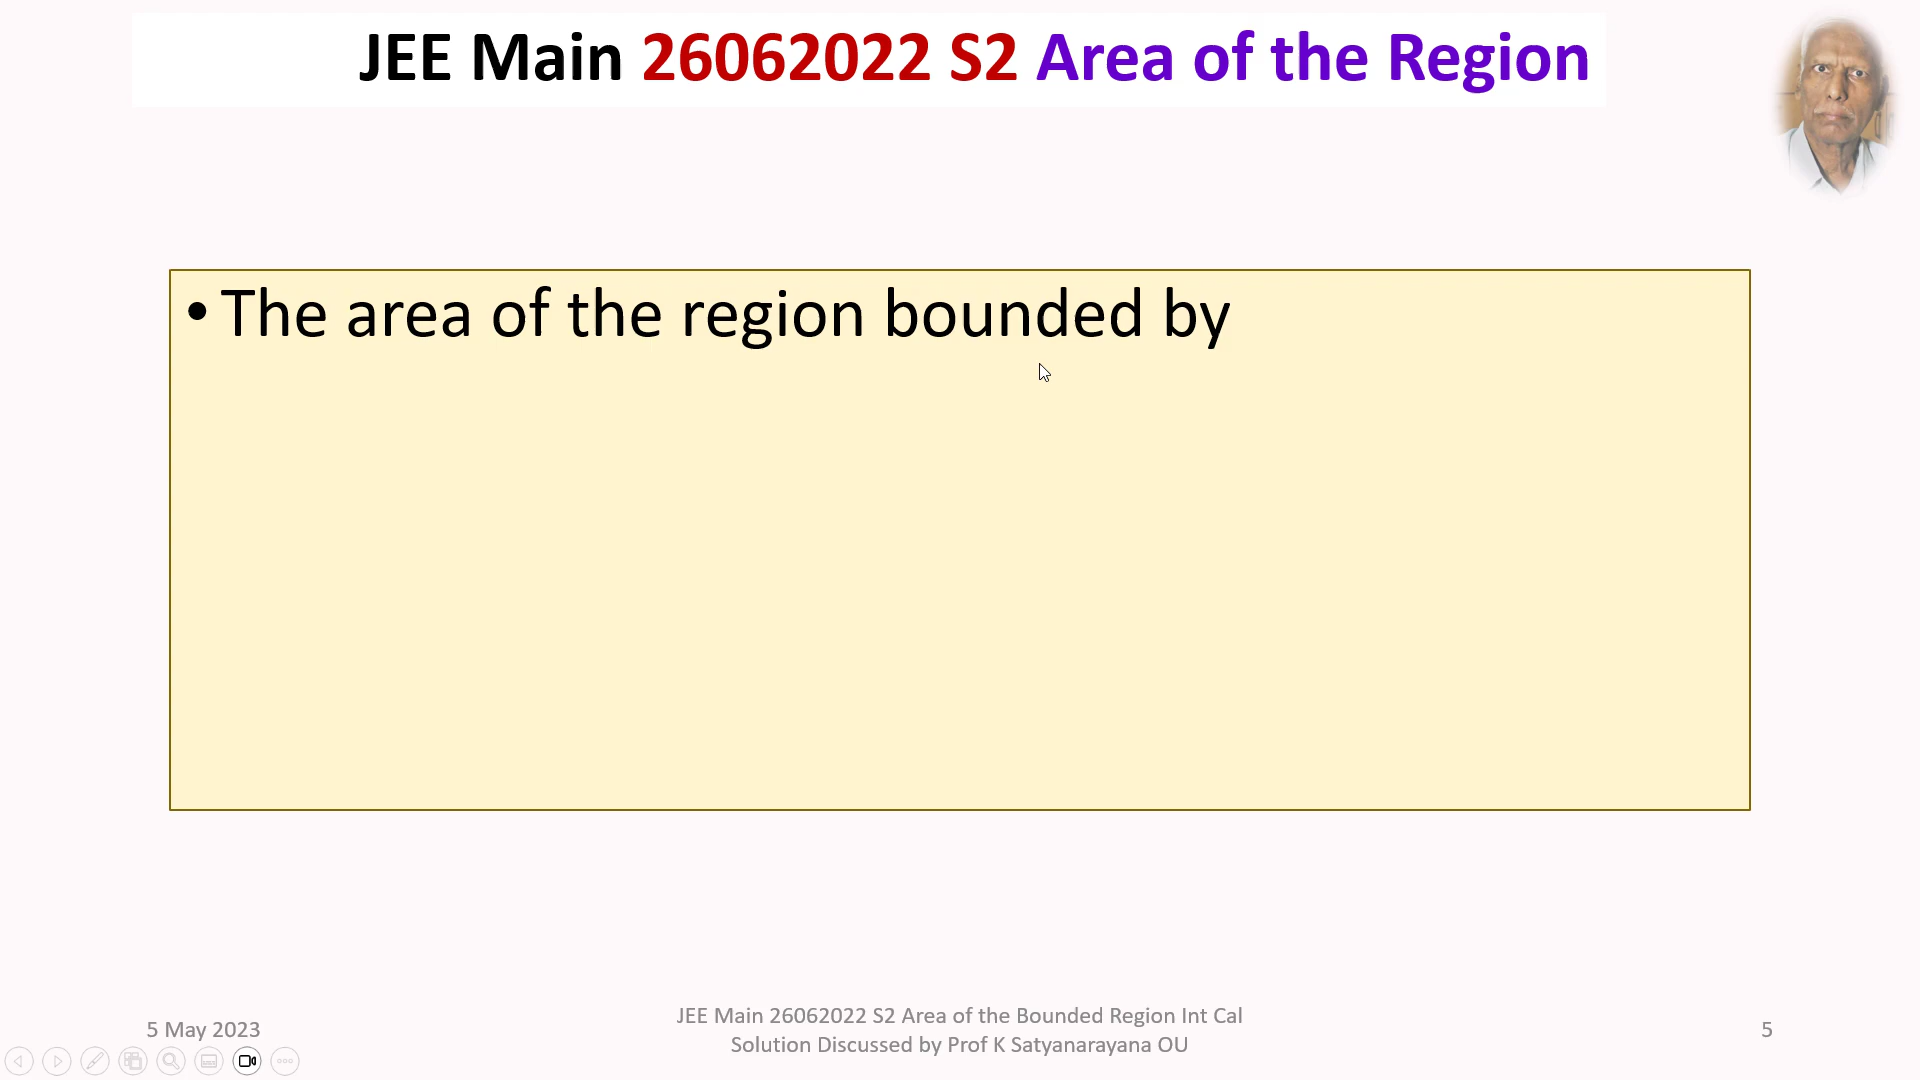 JEE Main 26062022 S2 Area of the Region
• The area of the region bounded by
5 May 2023
JEE Main 26062022 S2 Area of the Bounded Region Int Cal
Solution Discussed by Prof K Satyanarayana OU
5